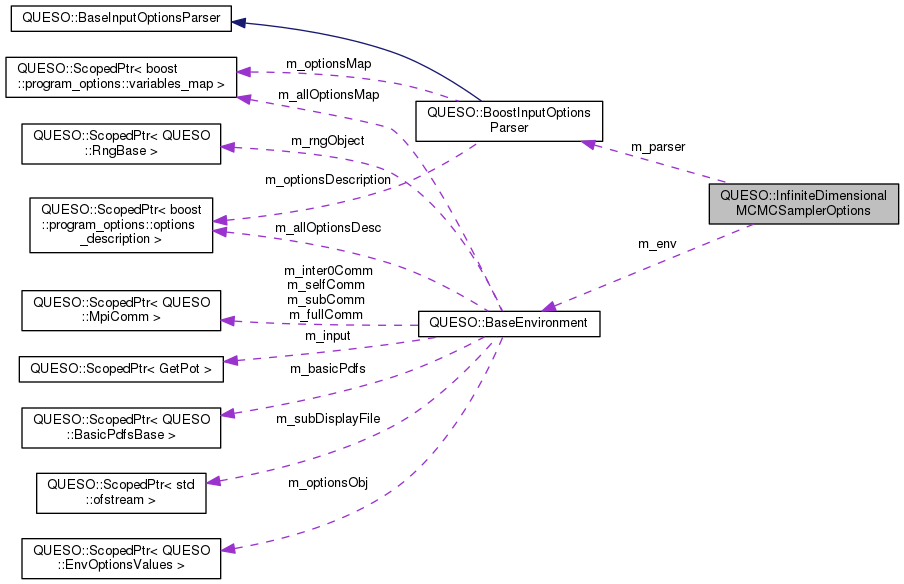 QUESO::BaseInputOptionsParser
QUESO::ScopedPtr< boost
::program_options::variables_map >
QUESO::ScopedPtr< QUESO
::RngBase >
QUESO::ScopedPtr< boost
::program_options::options
_description >
QUESO::ScopedPtr< QUESO
::MpiComm >
QUESO::ScopedPtr< GetPot >
QUESO::ScopedPtr< QUESO
::BasicPdfsBase >
QUESO::ScopedPtr< std
::ofstream >
QUESO::ScopedPtr< QUESO
::EnvOptionsValues >
m_optionsMap
m_allOptionsMap
m_rngObject
m_optionsDescription
m_allOptionsDesc
m_inter0Comm
m_selfComm
m_subComm
m_fullComm
m_input
m_basicPdfs
m_subDisplayFile
m_optionsObj
QUESO::BoostInputOptions
Parser
QUESO::BaseEnvironment
m_parser
m_env
QUESO::InfiniteDimensional
MCMCSamplerOptions